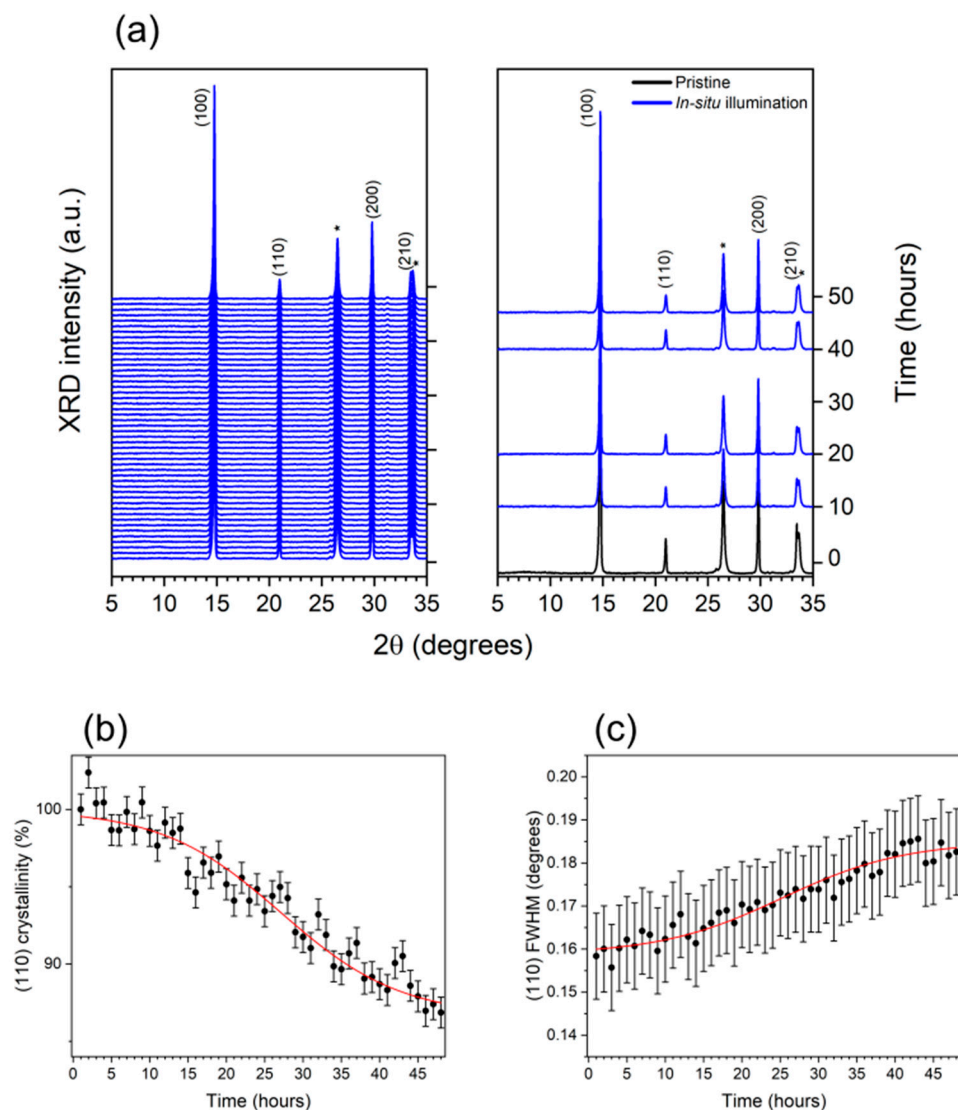 (a)
XRD intensity (a.u.)
(100)
(110)
*
(200)
(210)
*
5 10 15 20 25 30 35
Pristine
In-situ illumination
(100)
(110)
*
(200)
(210)
*
50
40
30
20
10
0
Time (hours)
5 10 15 20 25 30 35
2θ (degrees)
(b)
(110) crystallinity (%)
100
90
0 5 10 15 20 25 30 35 40 45
Time (hours)
(c)
(110) FWHM (degrees)
0.20
0.19
0.18
0.17
0.16
0.15
0.14
0 5 10 15 20 25 30 35 40 45
Time (hours)